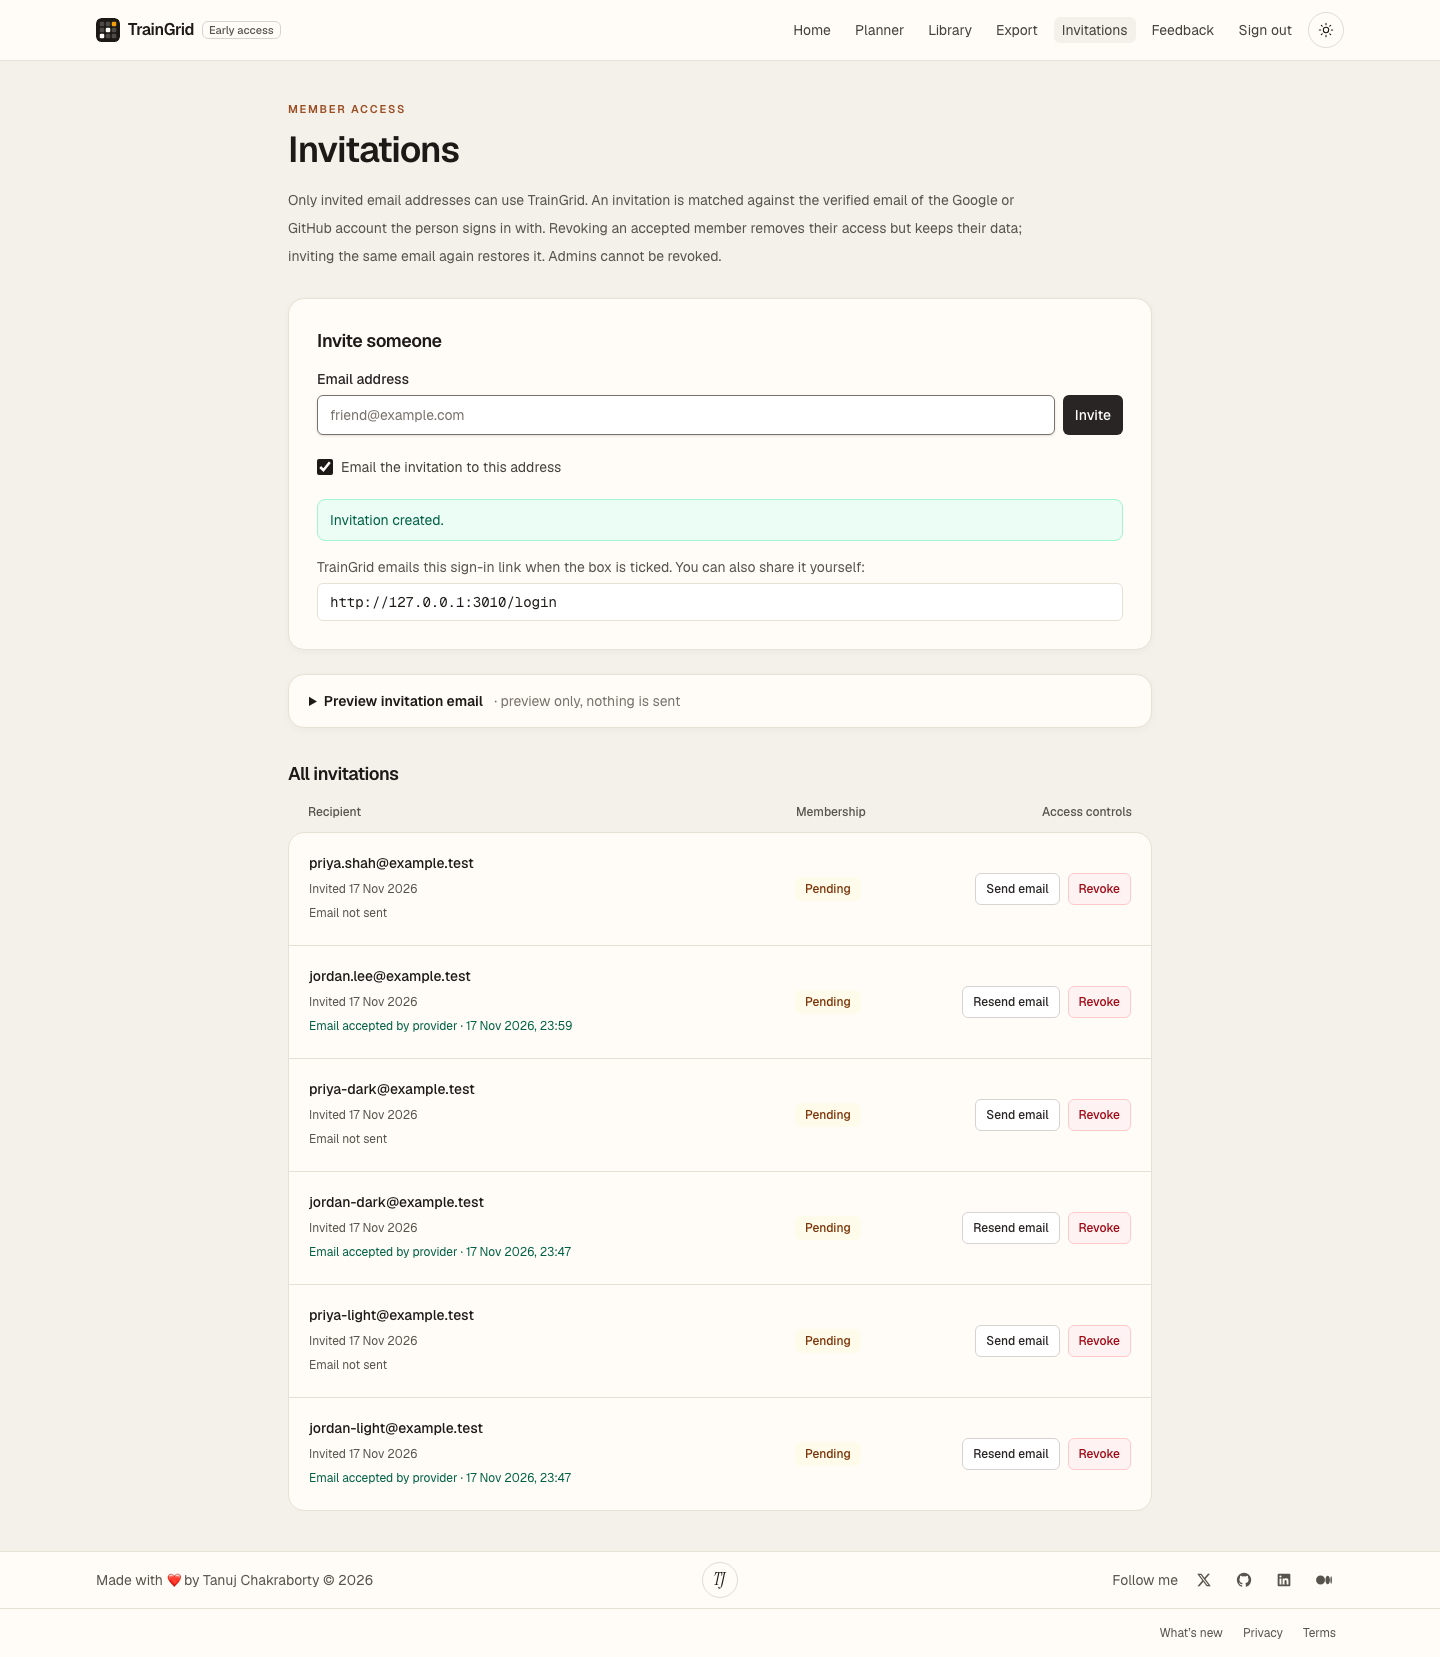 TrainGrid Early access Home Planner Library Export Invitations Feedback Sign out
MEMBER ACCESS
Invitations
Only invited email addresses can use TrainGrid. An invitation is matched against the verified email of the Google or
GitHub account the person signs in with. Revoking an accepted member removes their access but keeps their data;
inviting the same email again restores it. Admins cannot be revoked.
Invite someone
Email address
friend@example.com Invite
Email the invitation to this address
Invitation created.
TrainGrid emails this sign-in link when the box is ticked. You can also share it yourself:
http://127.0.0.1:3010/login
Preview invitation email · preview only, nothing is sent
All invitations
Recipient Membership Access controls
priya.shah@example.test
Invited 17 Nov 2026
Email not sent
Pending Send email Revoke
jordan.lee@example.test
Invited 17 Nov 2026
Email accepted by provider · 17 Nov 2026, 23:59
Pending Resend email Revoke
priya-dark@example.test
Invited 17 Nov 2026
Email not sent
Pending Send email Revoke
jordan-dark@example.test
Invited 17 Nov 2026
Email accepted by provider · 17 Nov 2026, 23:47
Pending Resend email Revoke
priya-light@example.test
Invited 17 Nov 2026
Email not sent
Pending Send email Revoke
jordan-light@example.test
Invited 17 Nov 2026
Email accepted by provider · 17 Nov 2026, 23:47
Pending Resend email Revoke
Made with ❤️ by Tanuj Chakraborty © 2026 TJ Follow me
What's new Privacy Terms